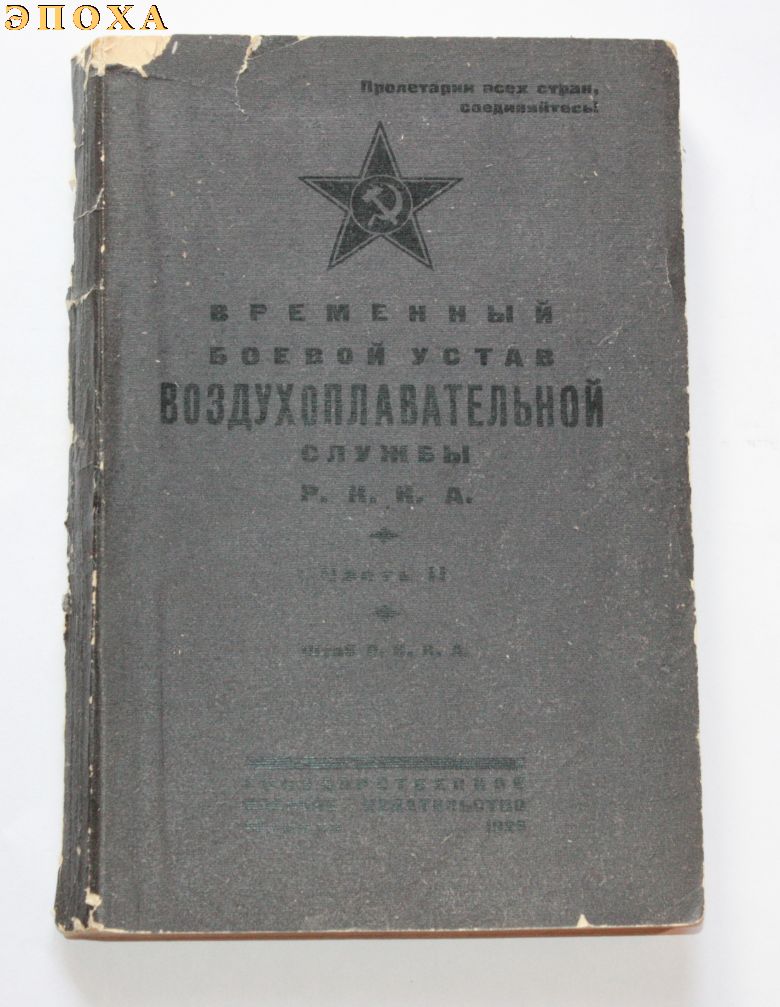 ЭПОХА
Пролетарии всех стран,
соединяйтесь!
ВРЕМЕННЫЙ
БОЕВОЙ УСТАВ
ВОЗДУХОПЛАВАТЕЛЬНОЙ
СЛУЖБЫ
Р. К. К. А.
Часть II
Штаб Р. К. К. А.
ГОСУДАРСТВЕННОЕ
ВОЕННОЕ ИЗДАТЕЛЬСТВО